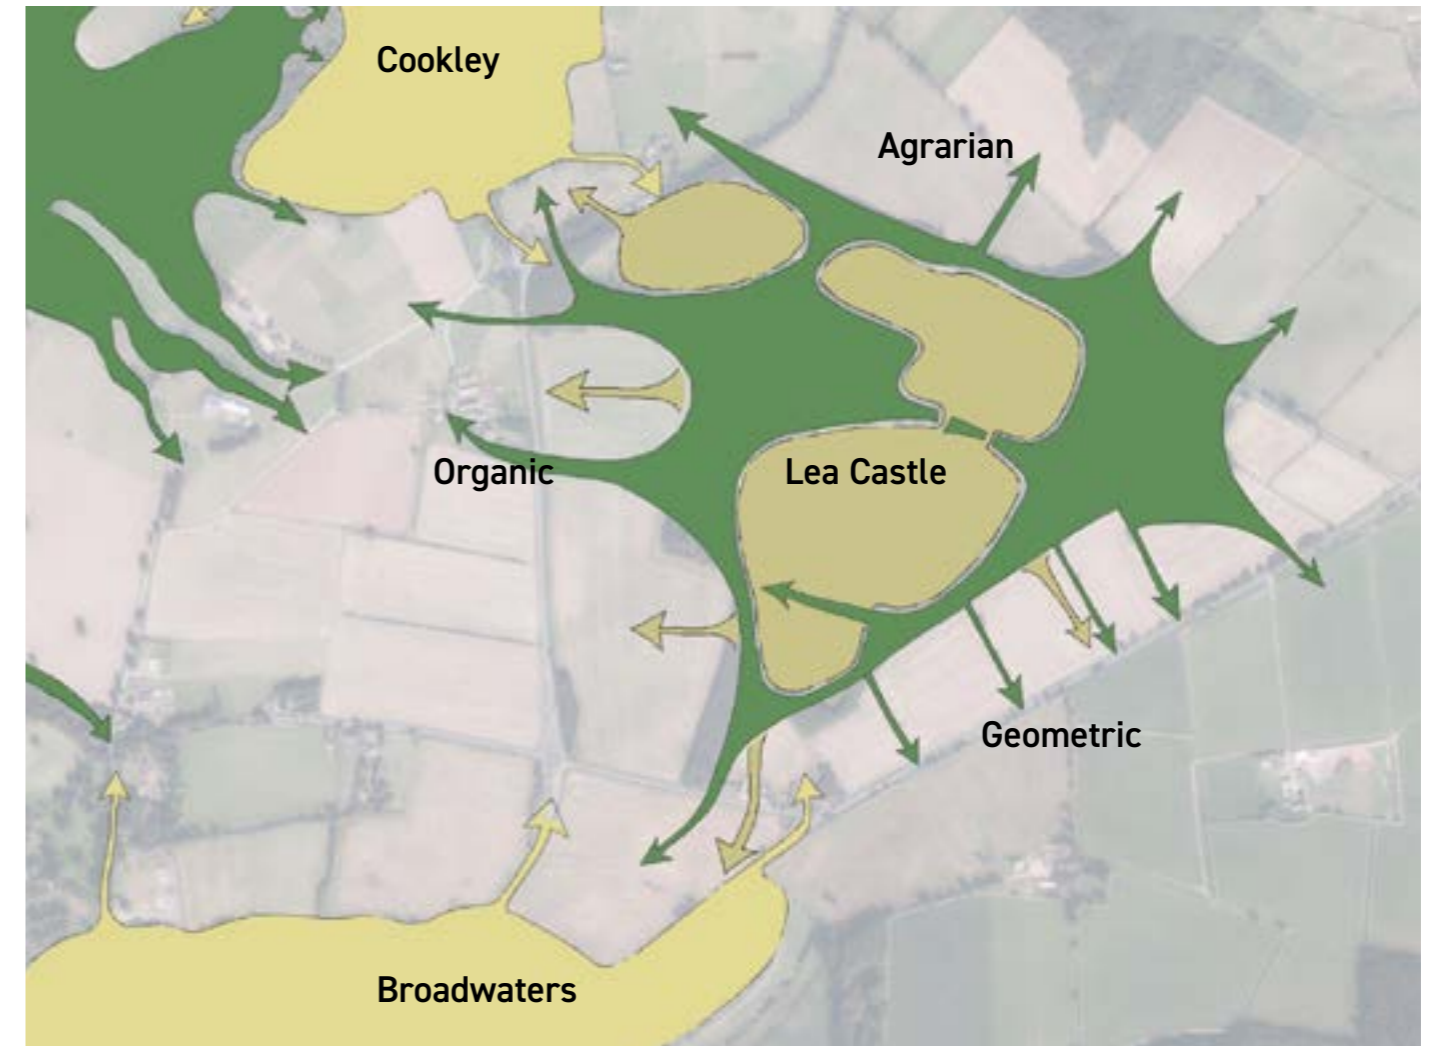 Cookley
Agrarian
Organic
Lea Castle
Geometric
Broadwaters